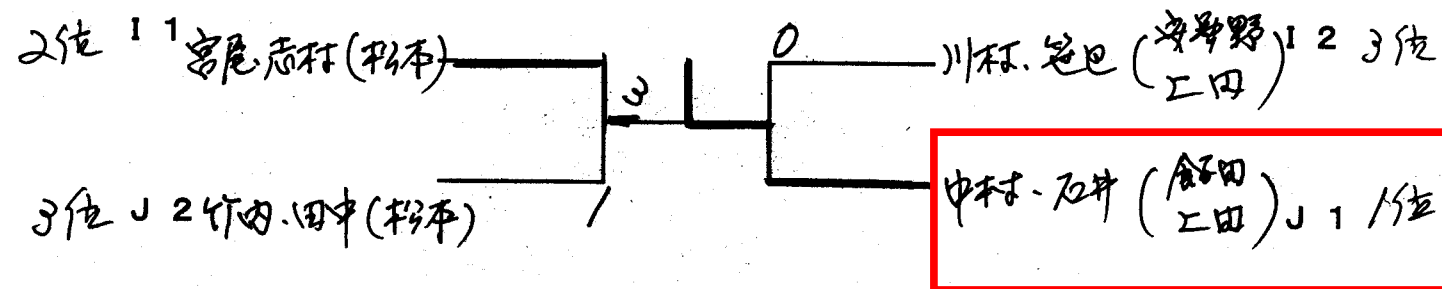 2位 I 1 宮尾・志村(松本)
3
3位 J 2 竹内・田中(松本)
1
0
川村・笠巴(安曇野 上田) I 2 3位
中村・石井(飯田 上田) J 1 1位